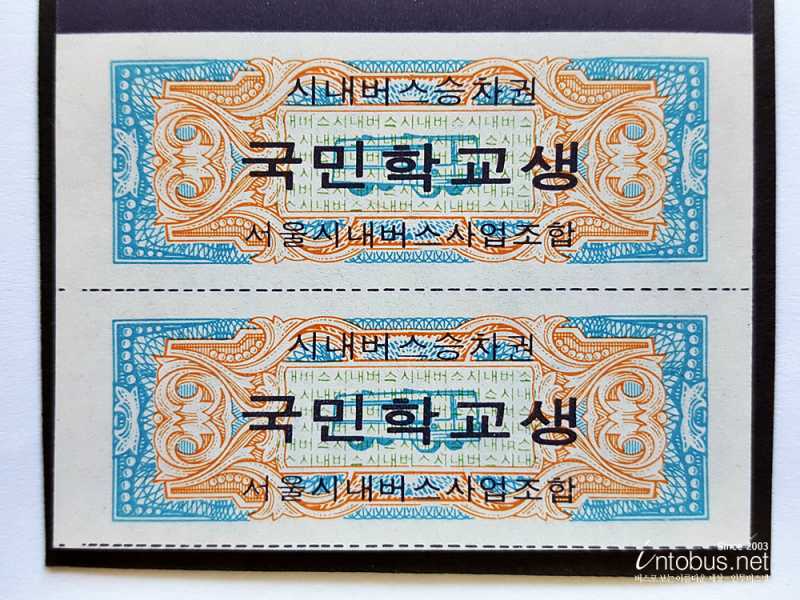 시내버스승차권
국민학교생
서울시내버스사업조합
시내버스승차권
국민학교생
서울시내버스사업조합
Since 2003
intobus.net